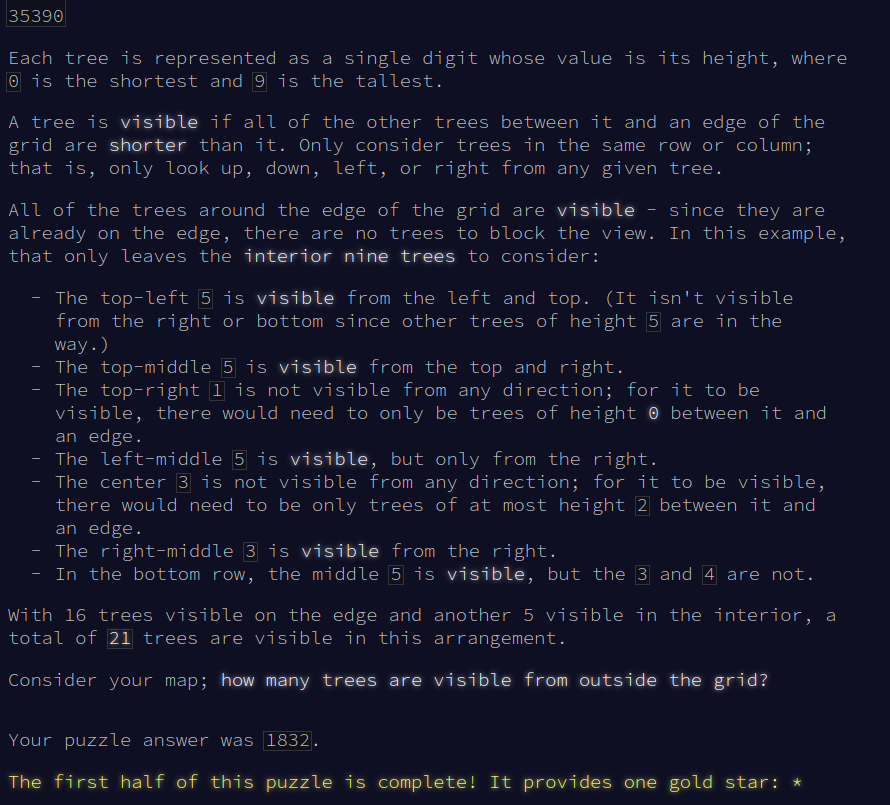 35390
Each tree is represented as a single digit whose value is its height, where
0 is the shortest and 9 is the tallest.
A tree is visible if all of the other trees between it and an edge of the
grid are shorter than it. Only consider trees in the same row or column;
that is, only look up, down, left, or right from any given tree.
All of the trees around the edge of the grid are visible - since they are
already on the edge, there are no trees to block the view. In this example,
that only leaves the interior nine trees to consider:
- The top-left 5 is visible from the left and top. (It isn't visible
from the right or bottom since other trees of height 5 are in the
way.)
- The top-middle 5 is visible from the top and right.
- The top-right 1 is not visible from any direction; for it to be
visible, there would need to only be trees of height 0 between it and
an edge.
- The left-middle 5 is visible, but only from the right.
- The center 3 is not visible from any direction; for it to be visible,
there would need to be only trees of at most height 2 between it and
an edge.
- The right-middle 3 is visible from the right.
- In the bottom row, the middle 5 is visible, but the 3 and 4 are not.
With 16 trees visible on the edge and another 5 visible in the interior, a
total of 21 trees are visible in this arrangement.
Consider your map; how many trees are visible from outside the grid?
Your puzzle answer was 1832.
The first half of this puzzle is complete! It provides one gold star: *